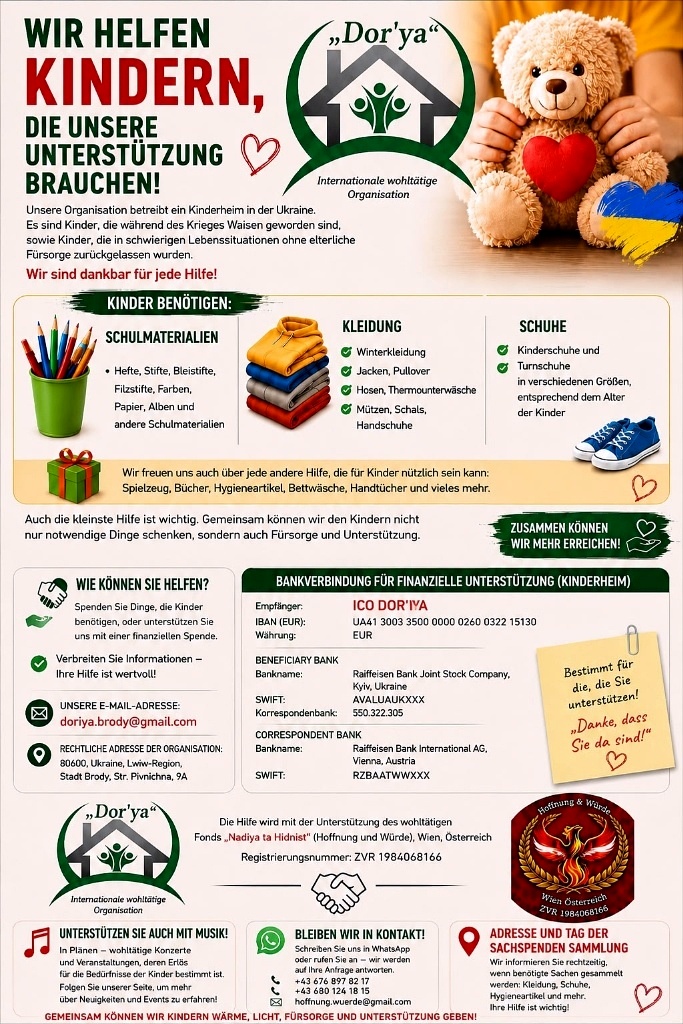 WIR HELFEN
KINDERN,
DIE UNSERE
UNTERSTÜTZUNG
BRAUCHEN!
„Dor'ya“
Internationale wohltätige
Organisation
Unsere Organisation betreibt ein Kinderheim in der Ukraine.
Es sind Kinder, die während des Krieges Waisen geworden sind,
sowie Kinder, die in schwierigen Lebenssituationen ohne elterliche
Fürsorge zurückgelassen wurden.
Wir sind dankbar für jede Hilfe!
KINDER BENÖTIGEN:
SCHULMATERIALIEN
• Hefte, Stifte, Bleistifte,
Filzstifte, Farben,
Papier, Alben und
andere Schulmaterialien
KLEIDUNG
Winterkleidung
Jacken, Pullover
Hosen, Thermounterwäsche
Mützen, Schals,
Handschuhe
SCHUHE
Kinderschuhe und
Turnschuhe
in verschiedenen Größen,
entsprechend dem Alter
der Kinder
Wir freuen uns auch über jede andere Hilfe, die für Kinder nützlich sein kann:
Spielzeug, Bücher, Hygieneartikel, Bettwäsche, Handtücher und vieles mehr.
Auch die kleinste Hilfe ist wichtig. Gemeinsam können wir den Kindern nicht
nur notwendige Dinge schenken, sondern auch Fürsorge und Unterstützung.
ZUSAMMEN KÖNNEN
WIR MEHR ERREICHEN!
WIE KÖNNEN SIE HELFEN?
Spenden Sie Dinge, die Kinder
benötigen, oder unterstützen Sie
uns mit einer finanziellen Spende.
Verbreiten Sie Informationen –
Ihre Hilfe ist wertvoll!
UNSERE E-MAIL-ADRESSE:
doriya.brody@gmail.com
RECHTLICHE ADRESSE DER ORGANISATION:
80600, Ukraine, Lwiw-Region,
Stadt Brody, Str. Pivnichna, 9A
BANKVERBINDUNG FÜR FINANZIELLE UNTERSTÜTZUNG (KINDERHEIM)
Empfänger: ICO DOR'IYA
IBAN (EUR): UA41 3003 3500 0000 0260 0322 15130
Währung: EUR
BENEFICIARY BANK
Bankname: Raiffeisen Bank Joint Stock Company,
Kyiv, Ukraine
SWIFT: AVALUAUKXXX
Korrespondenbank: 550.322.305
CORRESPONDENT BANK
Bankname: Raiffeisen Bank International AG,
Vienna, Austria
SWIFT: RZBAATWWXXX
Bestimmt für
die, die Sie
unterstützen!
„Danke, dass
Sie da sind!“
„Dor'ya“
Internationale wohltätige
Organisation
Die Hilfe wird mit der Unterstützung des wohltätigen
Fonds „Nadiya ta Hidnist" (Hoffnung und Würde), Wien, Österreich
Registrierungsnummer: ZVR 1984068166
Hoffnung & Würde
Wien Österreich
ZVR 1984068166
UNTERSTÜTZEN SIE AUCH MIT MUSIK!
In Plänen – wohltätige Konzerte
und Veranstaltungen, deren Erlös
für die Bedürfnisse der Kinder bestimmt ist.
Folgen Sie unserer Seite, um mehr
über Neuigkeiten und Events zu erfahren!
BLEIBEN WIR IN KONTAKT!
Schreiben Sie uns in WhatsApp
oder rufen Sie an – wir werden
auf Ihre Anfrage antworten.
+43 676 897 82 17
+43 680 124 18 15
hoffnung.wuerde@gmail.com
ADRESSE UND TAG DER
SACHSPENDEN SAMMLUNG
Wir informieren Sie rechtzeitig,
wenn benötigte Sachen gesammelt
werden: Kleidung, Schuhe,
Hygieneartikel und mehr.
Ihre Hilfe ist wichtig!
GEMEINSAM KÖNNEN WIR KINDERN WÄRME, LICHT, FÜRSORGE UND UNTERSTÜTZUNG GEBEN!